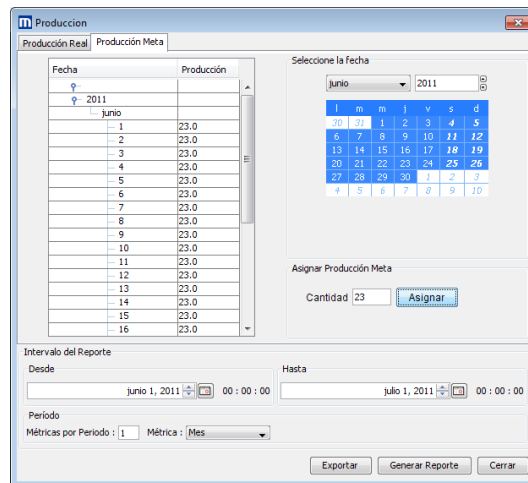 m Produccion
Producción Real Producción Meta
Fecha Producción
2011
junio
1 23.0
2 23.0
3 23.0
4 23.0
5 23.0
6 23.0
7 23.0
8 23.0
9 23.0
10 23.0
11 23.0
12 23.0
13 23.0
14 23.0
15 23.0
16 23.0
Seleccione la fecha
junio 2011
l m m j v s d
30 31 1 2 3 4 5
6 7 8 9 10 11 12
13 14 15 16 17 18 19
20 21 22 23 24 25 26
27 28 29 30 1 2 3
4 5 6 7 8 9 10
Asignar Producción Meta
Cantidad 23 Asignar
Intervalo del Reporte
Desde
junio 1, 2011 00 : 00 : 00
Hasta
julio 1, 2011 00 : 00 : 00
Período
Métricas por Periodo : 1 Métrica : Mes
Exportar Generar Reporte Cerrar